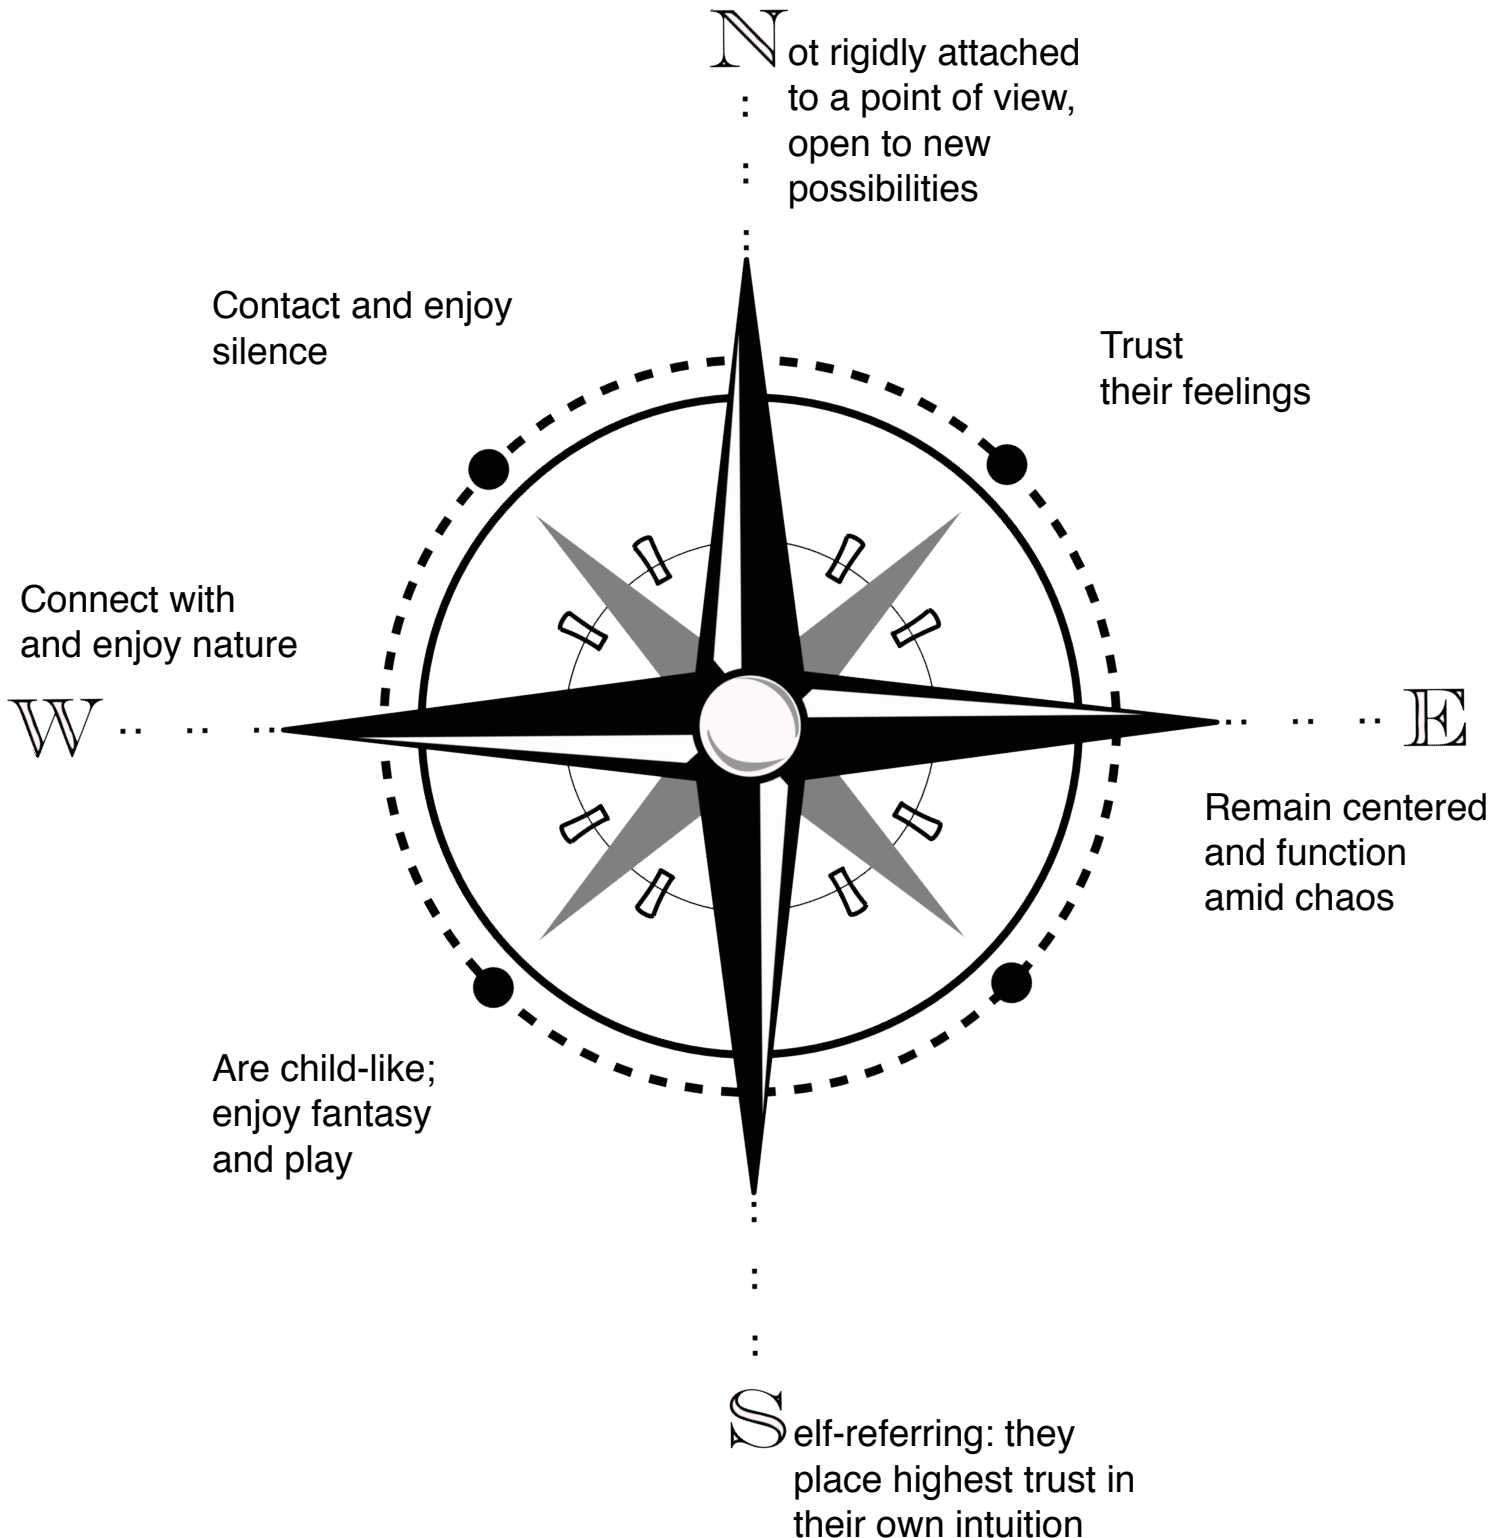 Not rigidly attached
to a point of view,
open to new
possibilities
Contact and enjoy
silence
Trust
their feelings
Connect with
and enjoy nature
W
E
Remain centered
and function
amid chaos
Are child-like;
enjoy fantasy
and play
Self-referring: they
place highest trust in
their own intuition